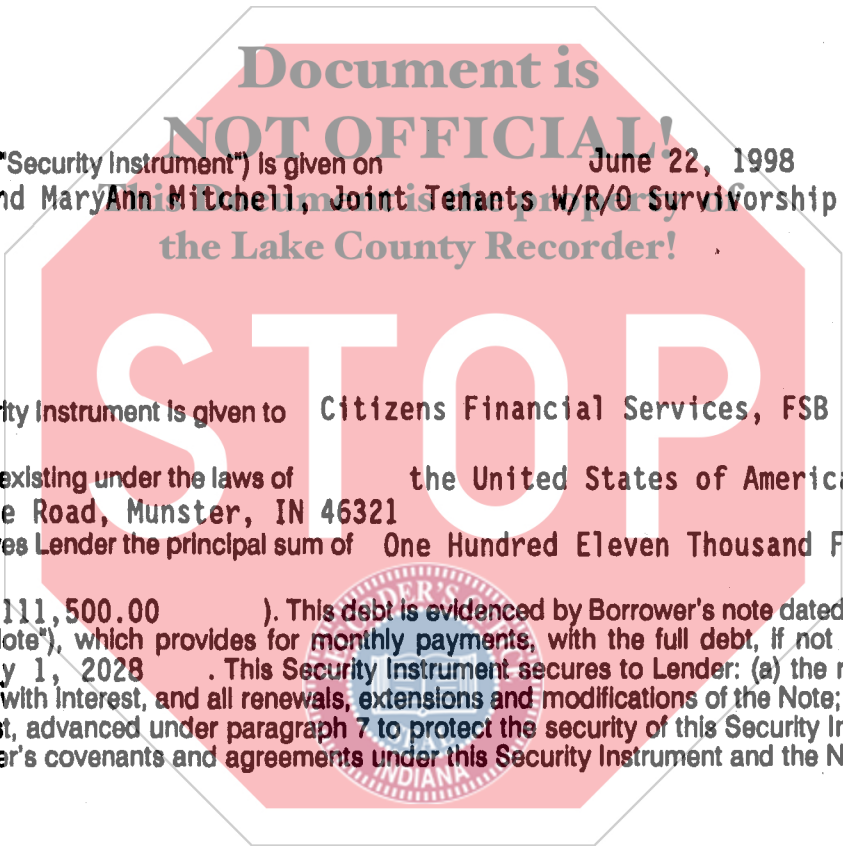 Document is
NOT OFFICIAL!
"Security Instrument") is given on June 22, 1998
nd MaryAnn Mitchell, Joint Tenants W/R/O Survivorship
This Document is the property of
the Lake County Recorder!
STOP
ity Instrument is given to Citizens Financial Services, FSB
existing under the laws of the United States of America
e Road, Munster, IN 46321
es Lender the principal sum of One Hundred Eleven Thousand F
111,500.00 ). This debt is evidenced by Borrower's note dated
ote"), which provides for monthly payments, with the full debt, if not
y 1, 2028 . This Security Instrument secures to Lender: (a) the r
with interest, and all renewals, extensions and modifications of the Note;
t, advanced under paragraph 7 to protect the security of this Security In
er's covenants and agreements under this Security Instrument and the N
INDIANA